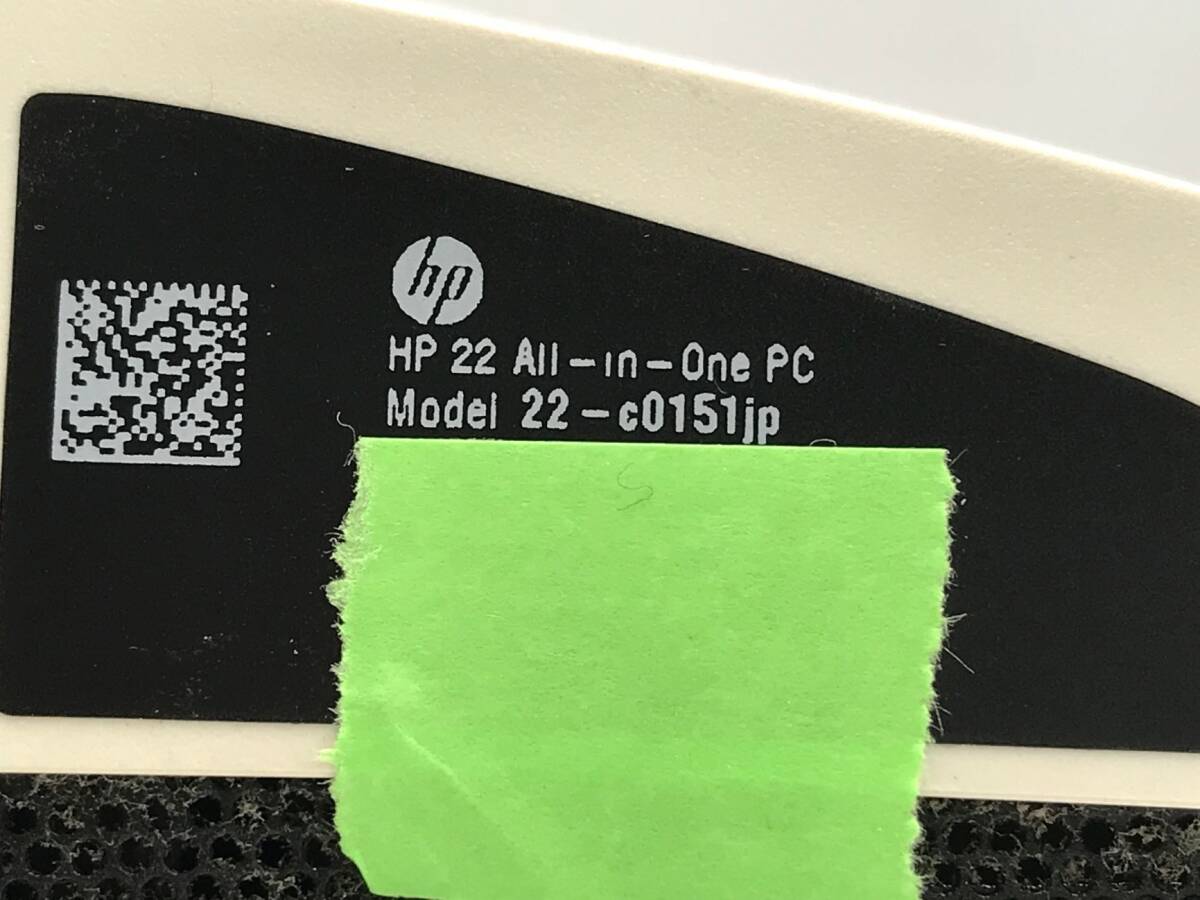 hp
HP 22 All-in-One PC
Model 22-c0151jp